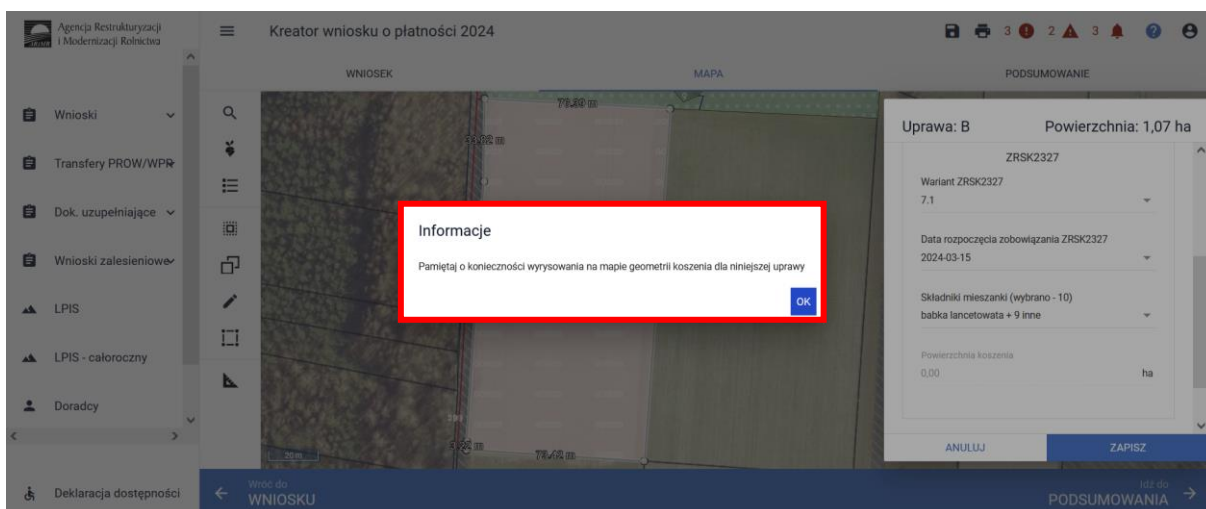 Agencja Restrukturyzacji
i Modernizacji Rolnictwa
Kreator wniosku o płatności 2024
3
2
3
WNIOSEK
MAPA
PODSUMOWANIE
Wnioski
Transfery PROW/WPR
Dok. uzupełniające
Wnioski zalesieniowe
LPIS
LPIS - całoroczny
Doradcy
Deklaracja dostępności
33,82 m
73,42 m
20 m
Informacje
Pamiętaj o konieczności wyrysowania na mapie geometrii koszenia dla niniejszej uprawy
OK
Uprawa: B
Powierzchnia: 1,07 ha
ZRSK2327
Wariant ZRSK2327
7.1
Data rozpoczęcia zobowiązania ZRSK2327
2024-03-15
Składniki mieszanki (wybrano - 10)
babka lancetowata + 9 inne
Powierzchnia koszenia
0,00 ha
ANULUJ
ZAPISZ
Wróć do
WNIOSKU
Idź do
PODSUMOWANIA